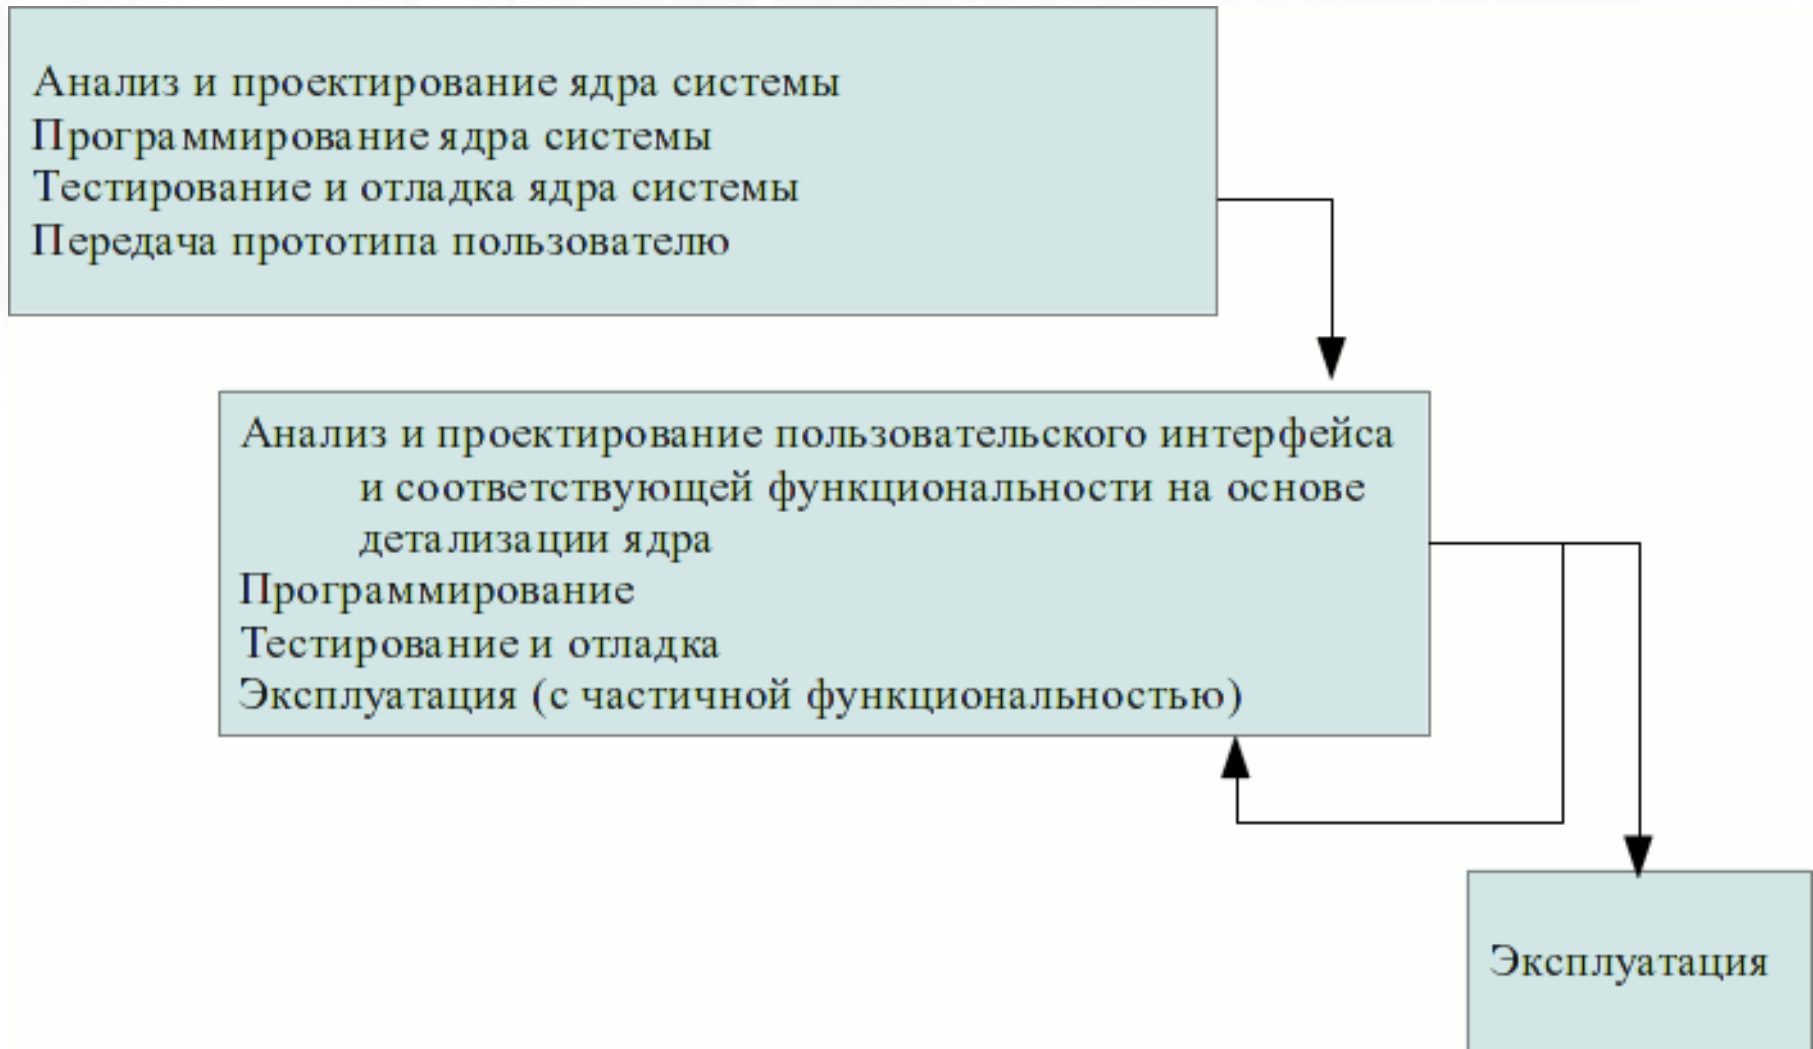 Анализ и проектирование ядра системы
Программирование ядра системы
Тестирование и отладка ядра системы
Передача прототипа пользователю
Анализ и проектирование пользовательского интерфейса
и соответствующей функциональности на основе
детализации ядра
Программирование
Тестирование и отладка
Эксплуатация (с частичной функциональностью)
Эксплуатация